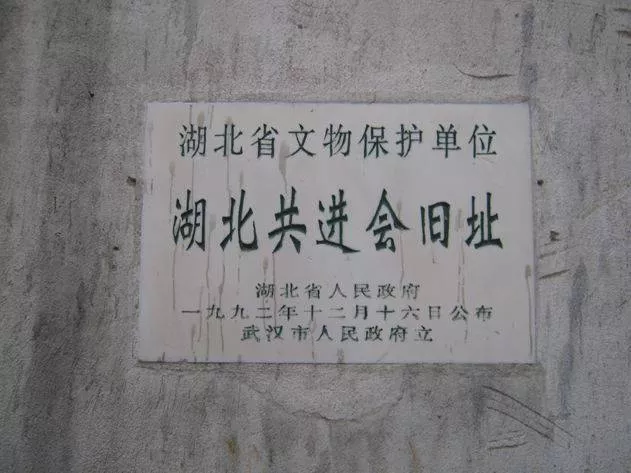 湖北省文物保护单位
湖北共进会旧址
湖北省人民政府
一九九二年十二月十六日公布
武汉市人民政府立